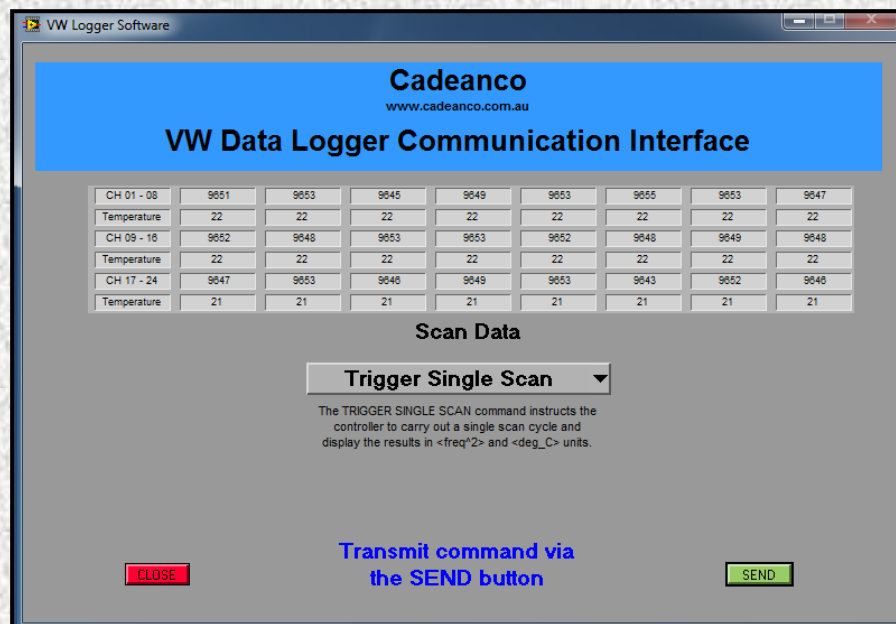 VW Logger Software
Cadeanco
www.cadeanco.com.au
VW Data Logger Communication Interface
CH 01 - 08 9651 9653 9645 9649 9653 9655 9653 9647
Temperature 22 22 22 22 22 22 22 22
CH 09 - 16 9652 9648 9653 9653 9652 9648 9649 9648
Temperature 22 22 22 22 22 22 22 22
CH 17 - 24 9647 9653 9646 9649 9653 9643 9652 9646
Temperature 21 21 21 21 21 21 21 21
Scan Data
Trigger Single Scan
The TRIGGER SINGLE SCAN command instructs the
controller to carry out a single scan cycle and
display the results in <freq^2> and <deg_C> units.
Transmit command via
the SEND button
CLOSE
SEND